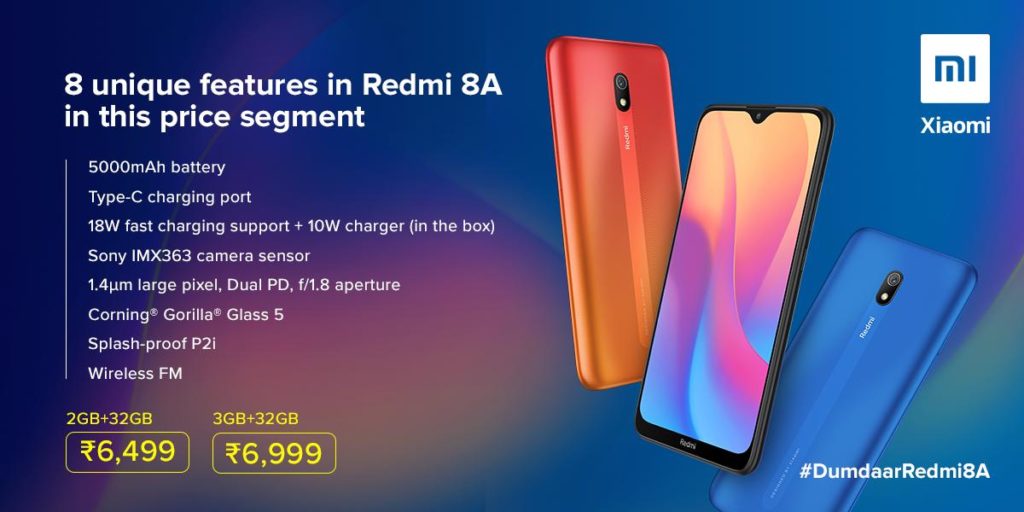 8 unique features in Redmi 8A
in this price segment
5000mAh battery
Type-C charging port
18W fast charging support + 10W charger (in the box)
Sony IMX363 camera sensor
1.4µm large pixel, Dual PD, f/1.8 aperture
Corning® Gorilla® Glass 5
Splash-proof P2i
Wireless FM
2GB+32GB
₹6,499
3GB+32GB
₹6,999
Redmi
Redmi
Redmi
mi
Xiaomi
#DumdaarRedmi8A